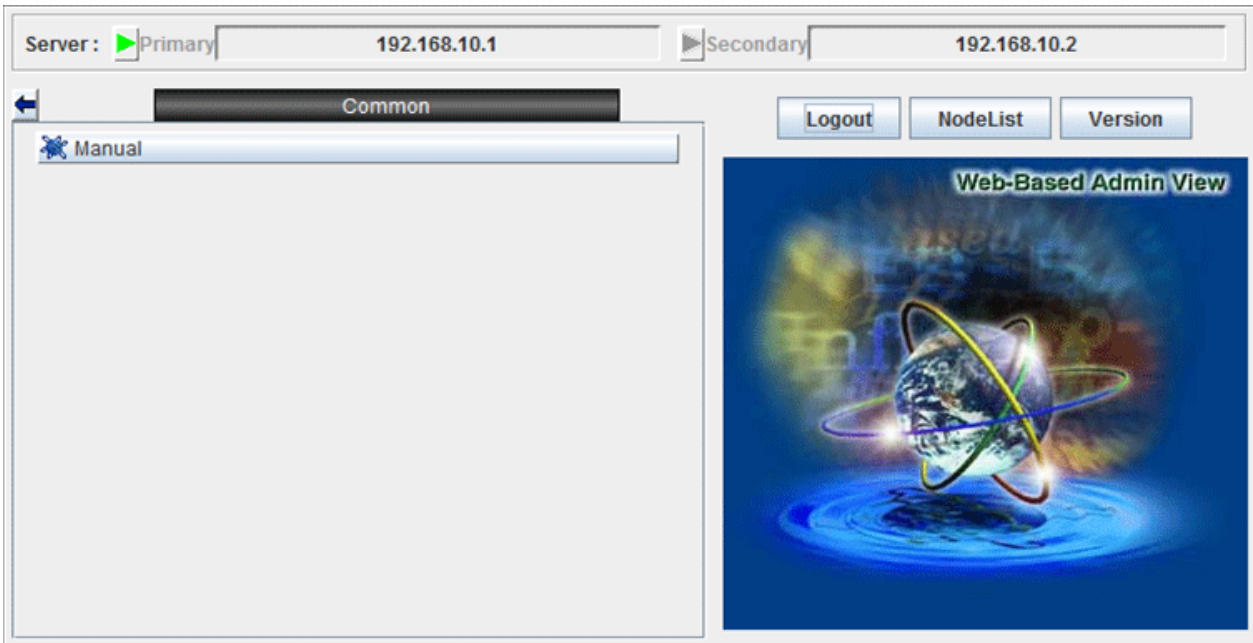 Server : Primary 192.168.10.1 Secondary 192.168.10.2
Common
Logout NodeList Version
Manual
Web-Based Admin View